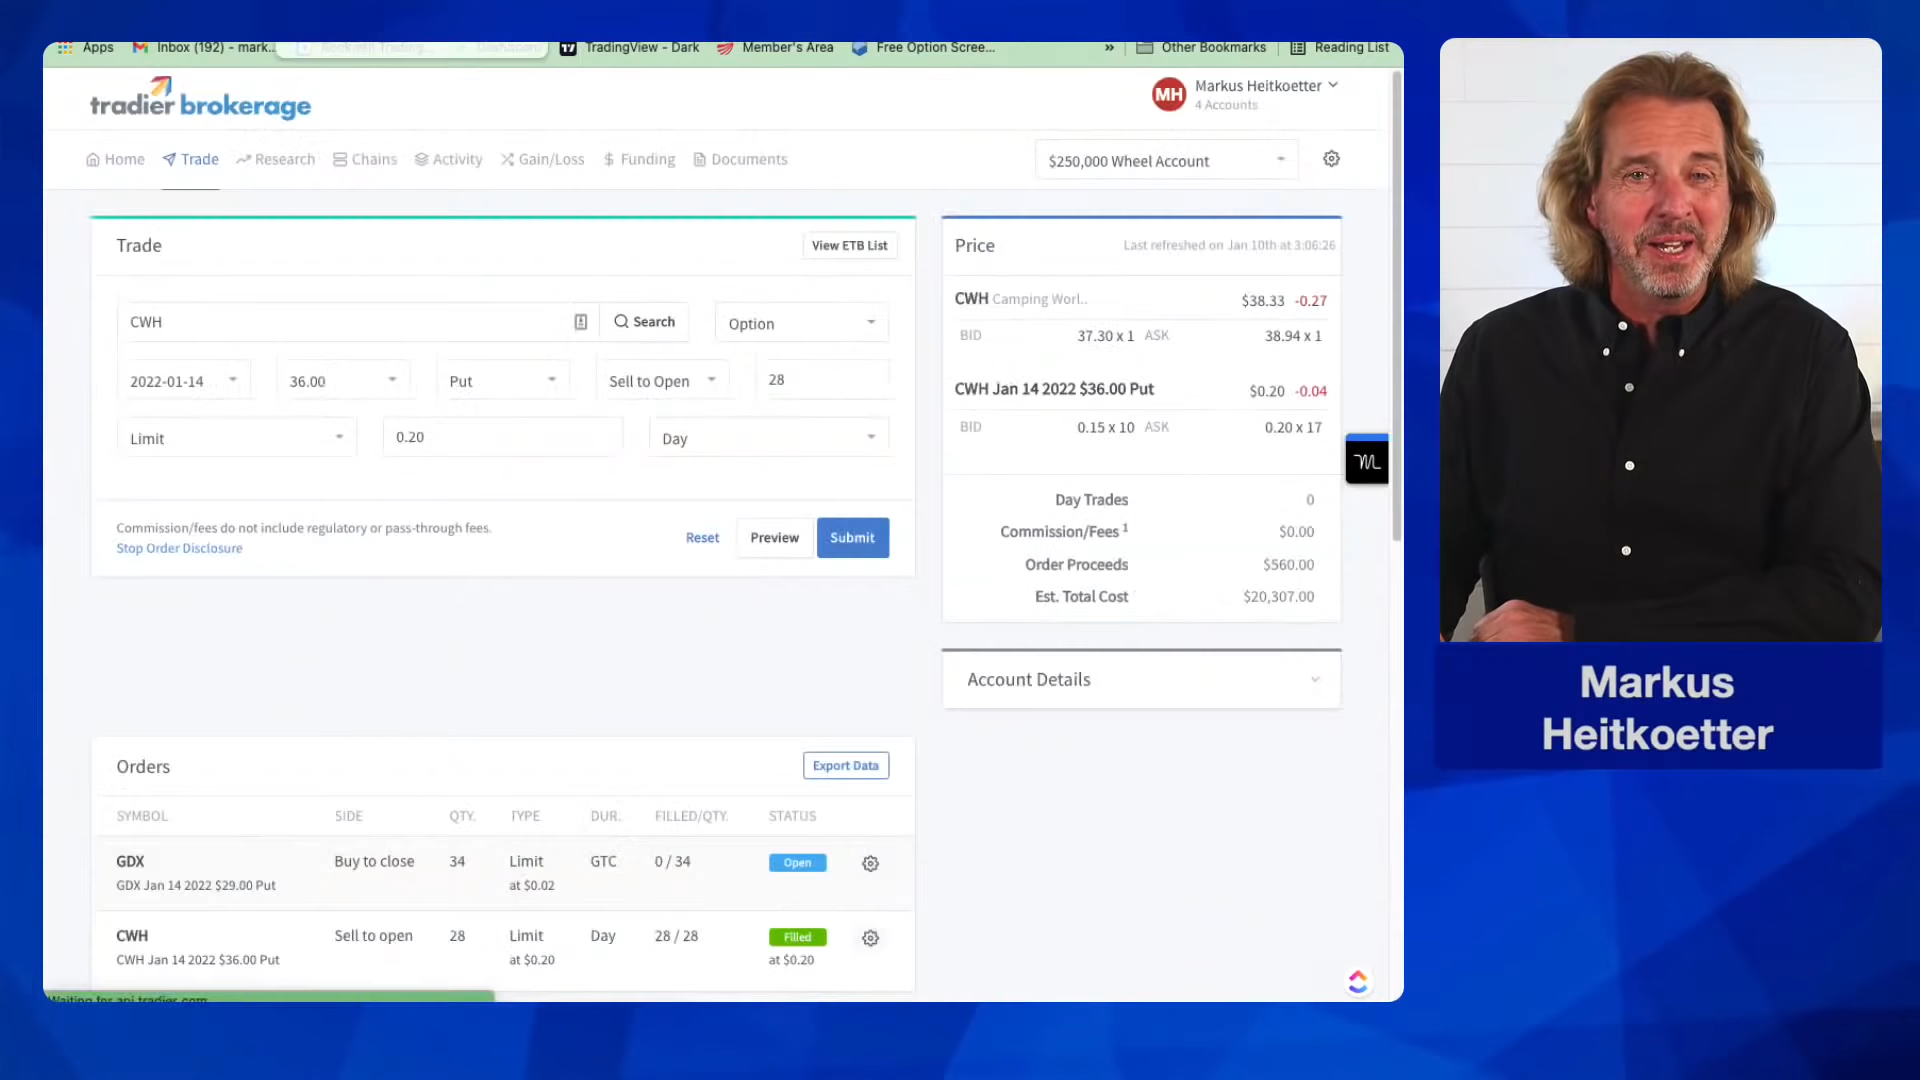 Apps Inbox (192) - mark... TradingView - Dark Member's Area Free Option Scree... » Other Bookmarks Reading List
tradier brokerage
MH Markus Heitkoetter
4 Accounts
Home Trade Research Chains Activity Gain/Loss Funding Documents
$250,000 Wheel Account
Trade
View ETB List
CWH
Search
Option
2022-01-14
36.00
Put
Sell to Open
28
Limit
0.20
Day
Commission/fees do not include regulatory or pass-through fees.
Stop Order Disclosure
Reset
Preview
Submit
Price
Last refreshed on Jan 10th at 3:06:26
CWH Camping Worl.. $38.33 -0.27
BID 37.30 x 1 ASK 38.94 x 1
CWH Jan 14 2022 $36.00 Put $0.20 -0.04
BID 0.15 x 10 ASK 0.20 x 17
Day Trades 0
Commission/Fees 1 $0.00
Order Proceeds $560.00
Est. Total Cost $20,307.00
Account Details
Orders
Export Data
SYMBOL SIDE QTY. TYPE DUR. FILLED/QTY. STATUS
GDX Buy to close 34 Limit GTC 0 / 34 Open
GDX Jan 14 2022 $29.00 Put at $0.02
CWH Sell to open 28 Limit Day 28 / 28 Filled
CWH Jan 14 2022 $36.00 Put at $0.20 at $0.20
Waiting for api.tradier.com
Markus
Heitkoetter